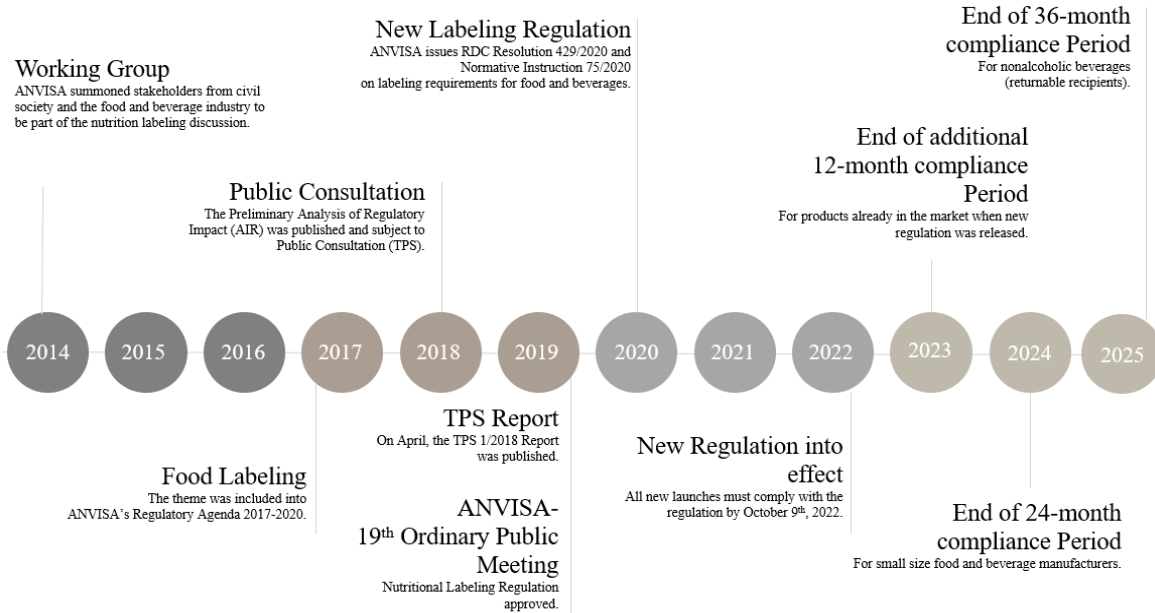 Working Group
ANVISA summoned stakeholders from civil
society and the food and beverage industry to
be part of the nutrition labeling discussion.
New Labeling Regulation
ANVISA issues RDC Resolution 429/2020 and
Normative Instruction 75/2020
on labeling requirements for food and beverages.
End of 36-month
compliance Period
For nonalcoholic beverages
(returnable recipients).
Public Consultation
The Preliminary Analysis of Regulatory
Impact (AIR) was published and subject to
Public Consultation (TPS).
End of additional
12-month compliance
Period
For products already in the market when new
regulation was released.
2014 2015 2016 2017 2018 2019 2020 2021 2022 2023 2024 2025
Food Labeling
The theme was included into
ANVISA's Regulatory Agenda 2017-2020.
TPS Report
On April, the TPS 1/2018 Report
was published.
ANVISA-
19th Ordinary Public
Meeting
Nutritional Labeling Regulation
approved.
New Regulation into
effect
All new launches must comply with the
regulation by October 9th, 2022.
End of 24-month
compliance Period
For small size food and beverage manufacturers.